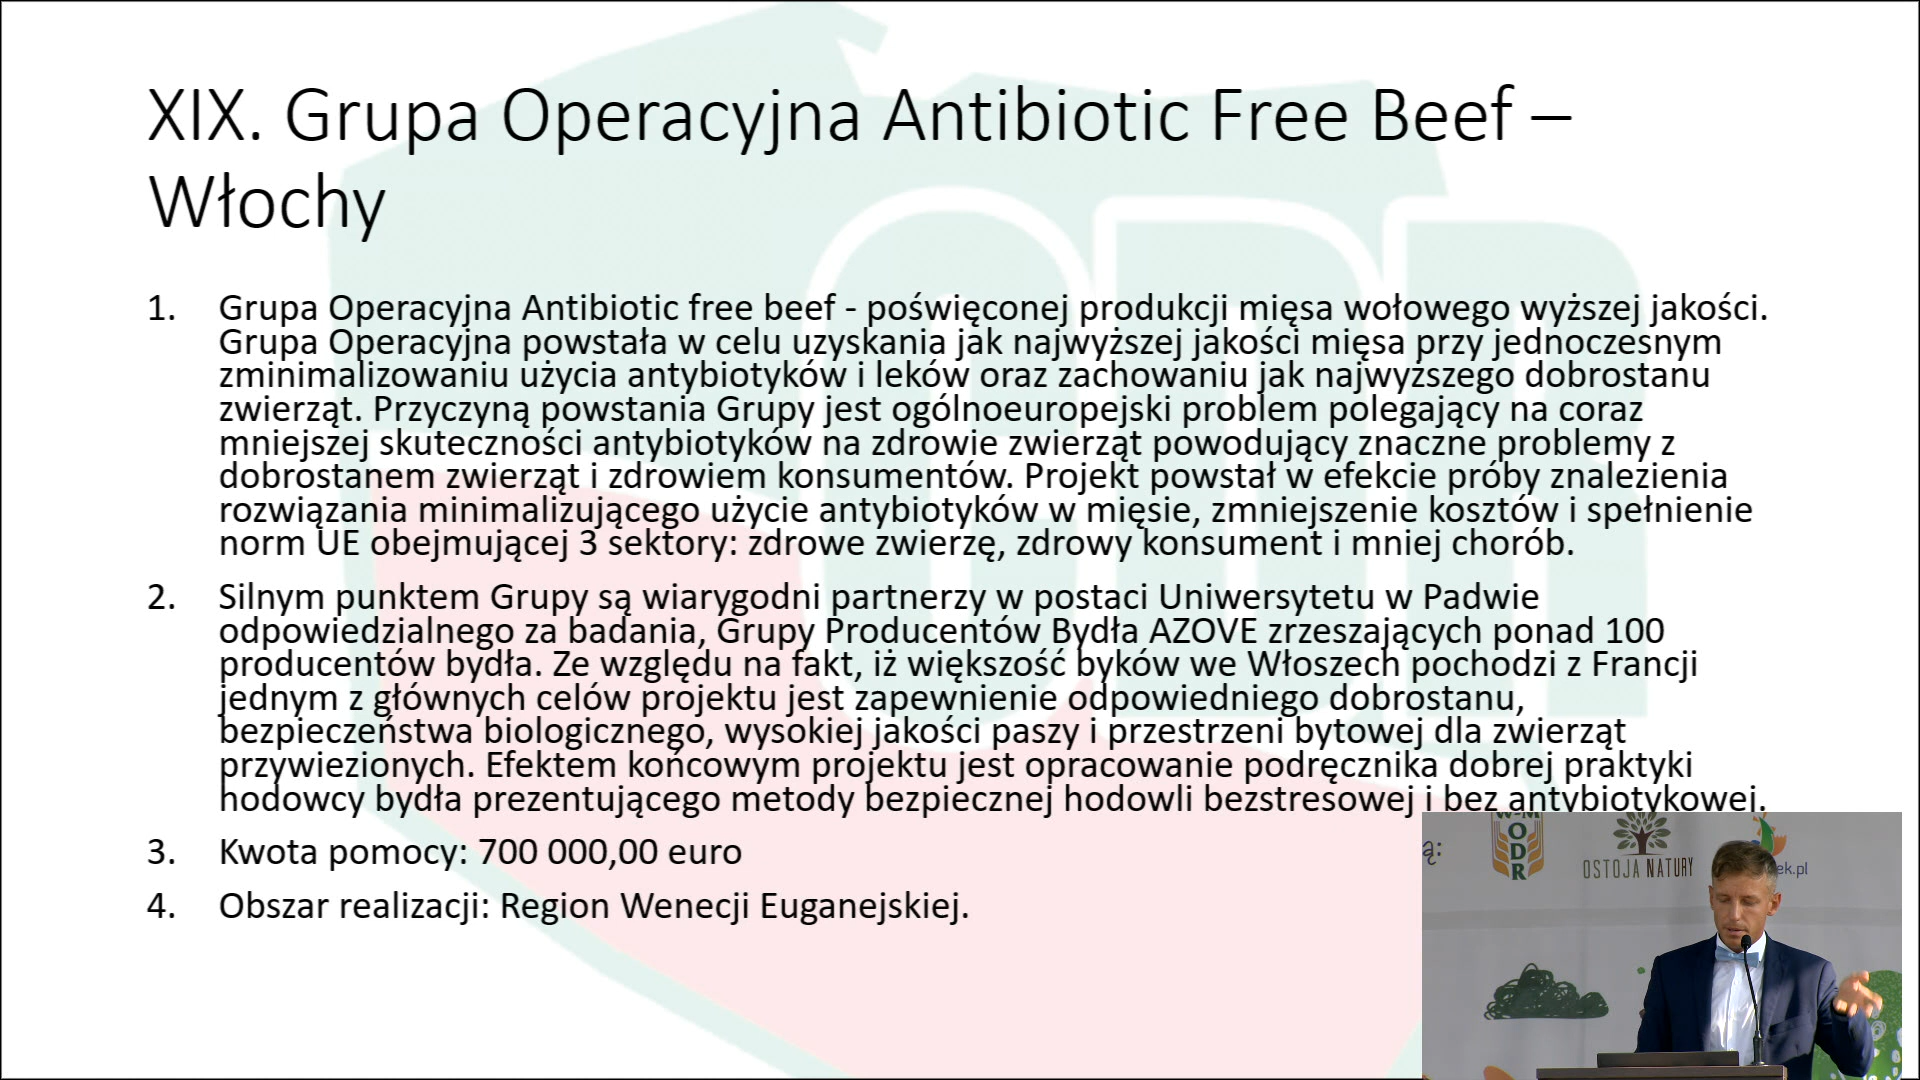 XIX. Grupa Operacyjna Antibiotic Free Beef –
Włochy
1. Grupa Operacyjna Antibiotic free beef - poświęconej produkcji mięsa wołowego wyższej jakości.
Grupa Operacyjna powstała w celu uzyskania jak najwyższej jakości mięsa przy jednoczesnym
zminimalizowaniu użycia antybiotyków i leków oraz zachowaniu jak najwyższego dobrostanu
zwierząt. Przyczyną powstania Grupy jest ogólnoeuropejski problem polegający na coraz
mniejszej skuteczności antybiotyków na zdrowie zwierząt powodujący znaczne problemy z
dobrostanem zwierząt i zdrowiem konsumentów. Projekt powstał w efekcie próby znalezienia
rozwiązania minimalizującego użycie antybiotyków w mięsie, zmniejszenie kosztów i spełnienie
norm UE obejmującej 3 sektory: zdrowe zwierzę, zdrowy konsument i mniej chorób.
2. Silnym punktem Grupy są wiarygodni partnerzy w postaci Uniwersytetu w Padwie
odpowiedzialnego za badania, Grupy Producentów Bydła AZOVE zrzeszających ponad 100
producentów bydła. Ze względu na fakt, iż większość byków we Włoszech pochodzi z Francji
jednym z głównych celów projektu jest zapewnienie odpowiedniego dobrostanu,
bezpieczeństwa biologicznego, wysokiej jakości paszy i przestrzeni bytowej dla zwierząt
przywiezionych. Efektem końcowym projektu jest opracowanie podręcznika dobrej praktyki
hodowcy bydła prezentującego metody bezpiecznej hodowli bezstresowej i bez antybiotykowej.
3. Kwota pomocy: 700 000,00 euro
4. Obszar realizacji: Region Wenecji Euganejskiej.
CDR
W-M
ODR
OSTOJA NATURY
ek.pl